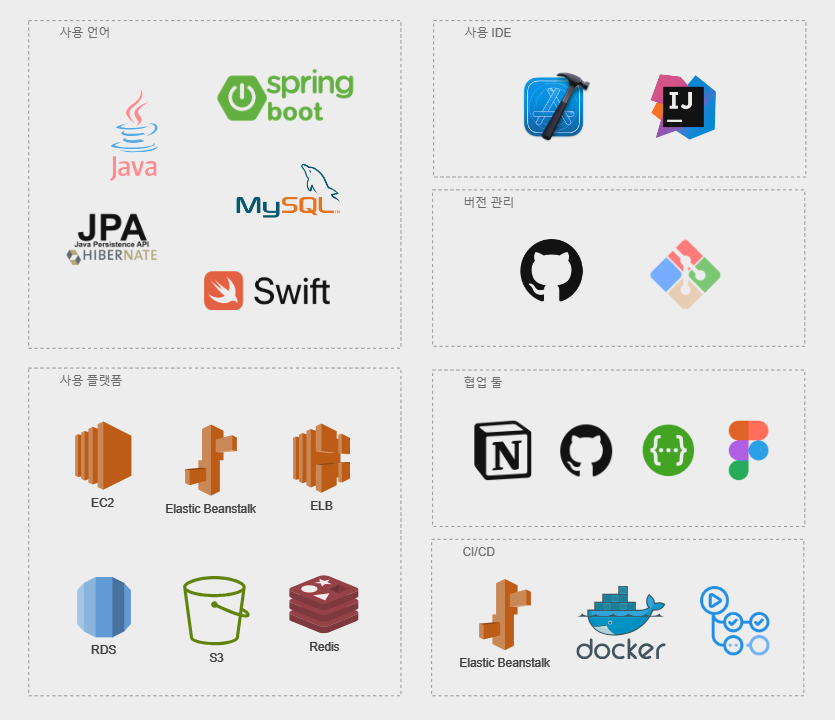 사용 언어
spring
boot
Java
MySQL™
JPA
Java Persistence API
HIBERNATE
Swift
사용 IDE
IJ
버전 관리
사용 플랫폼
EC2
Elastic Beanstalk
ELB
RDS
S3
Redis
협업 툴
N
{···}
CI/CD
Elastic Beanstalk
docker